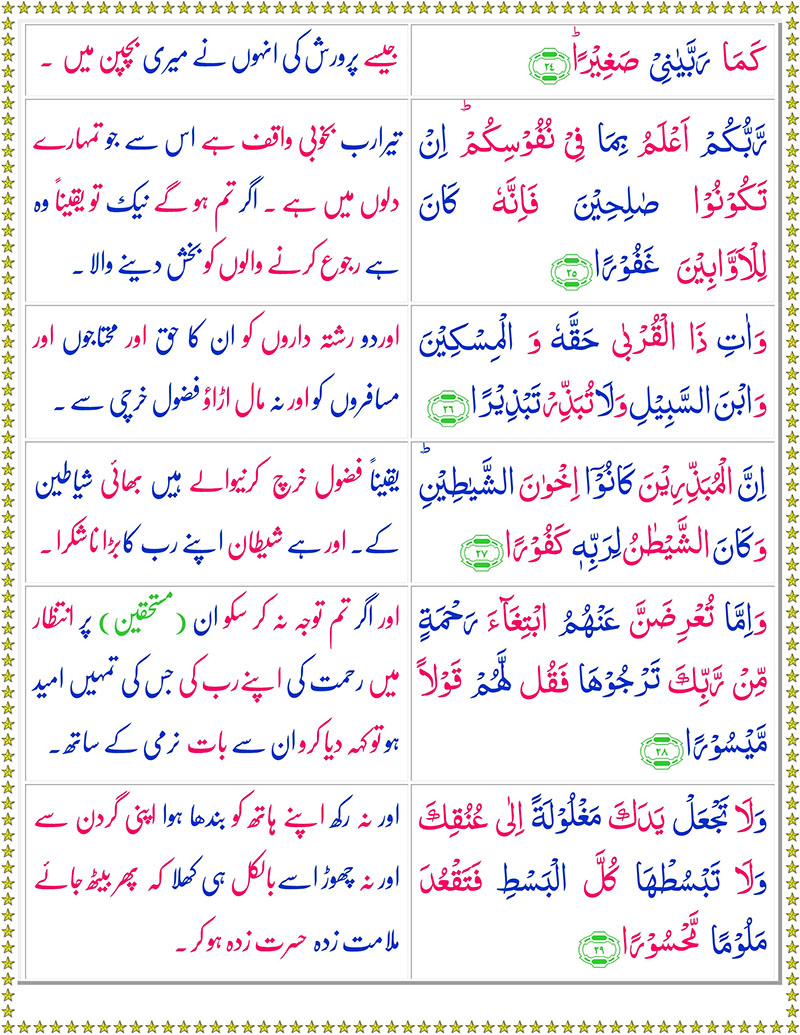 كَمَا رَبَّيٰنِىْ صَغِيْرًا ؕ ﴿۲۴﴾
جیسے پرورش کی انہوں نے میری بچپن میں ۔
رَّبُّكُمْ اَعْلَمُ بِمَا فِىْ نُفُوْسِكُمْ ؕ اِنْ
تَكُوْنُوْا صٰلِحِيْنَ فَاِنَّهٗ كَانَ
لِلْاَوَّابِيْنَ غَفُوْرًا ﴿۲۵﴾
تیرا رب بخوبی واقف ہے اس سے جو تمہارے
دلوں میں ہے ۔ اگر تم ہو گے نیک تو یقیناً وہ
ہے رجوع کرنے والوں کو بخش دینے والا ۔
وَاٰتِ ذَا الْقُرْبٰى حَقَّهٗ وَ الْمِسْكِيْنَ
وَابْنَ السَّبِيْلِ وَلَا تُبَذِّرْ تَبْذِيْرًا ﴿۲۶﴾
اور دو رشتہ داروں کو ان کا حق اور محتاجوں اور
مسافروں کو اور نہ مال اڑاؤ فضول خرچی سے ۔
اِنَّ الْمُبَذِّرِيْنَ كَانُوْۤا اِخْوٰنَ الشَّيٰطِيْنِ ؕ
وَكَانَ الشَّيْطٰنُ لِرَبِّهٖ كَفُوْرًا ﴿۲۷﴾
یقیناً فضول خرچ کرنیوالے ہیں بھائی شیاطین
کے ۔ اور ہے شیطان اپنے رب کا بڑا ناشکرا ۔
وَاِمَّا تُعْرِضَنَّ عَنْهُمُ ابْتِغَآءَ رَحْمَةٍ
مِّنْ رَّبِّكَ تَرْجُوْهَا فَقُل لَّهُمْ قَوْلاً
مَّيْسُوْرًا ﴿۲۸﴾
اور اگر تم توجہ نہ کر سکو ان (مستحقین) پر انتظار
میں رحمت کی اپنے رب کی جس کی تمہیں امید
ہو تو کہہ دیا کرو ان سے بات نرمی کے ساتھ۔
وَلَا تَجْعَلْ يَدَكَ مَغْلُوْلَةً اِلٰى عُنُقِكَ
وَلَا تَبْسُطْهَا كُلَّ الْبَسْطِ فَتَقْعُدَ
مَلُوْمًا مَّحْسُوْرًا ﴿۲۹﴾
اور نہ رکھ اپنے ہاتھ کو بندھا ہوا اپنی گردن سے
اور نہ چھوڑ اسے بالکل ہی کھلا کہ پھر بیٹھ جائے
ملامت زدہ حسرت زدہ ہو کر ۔